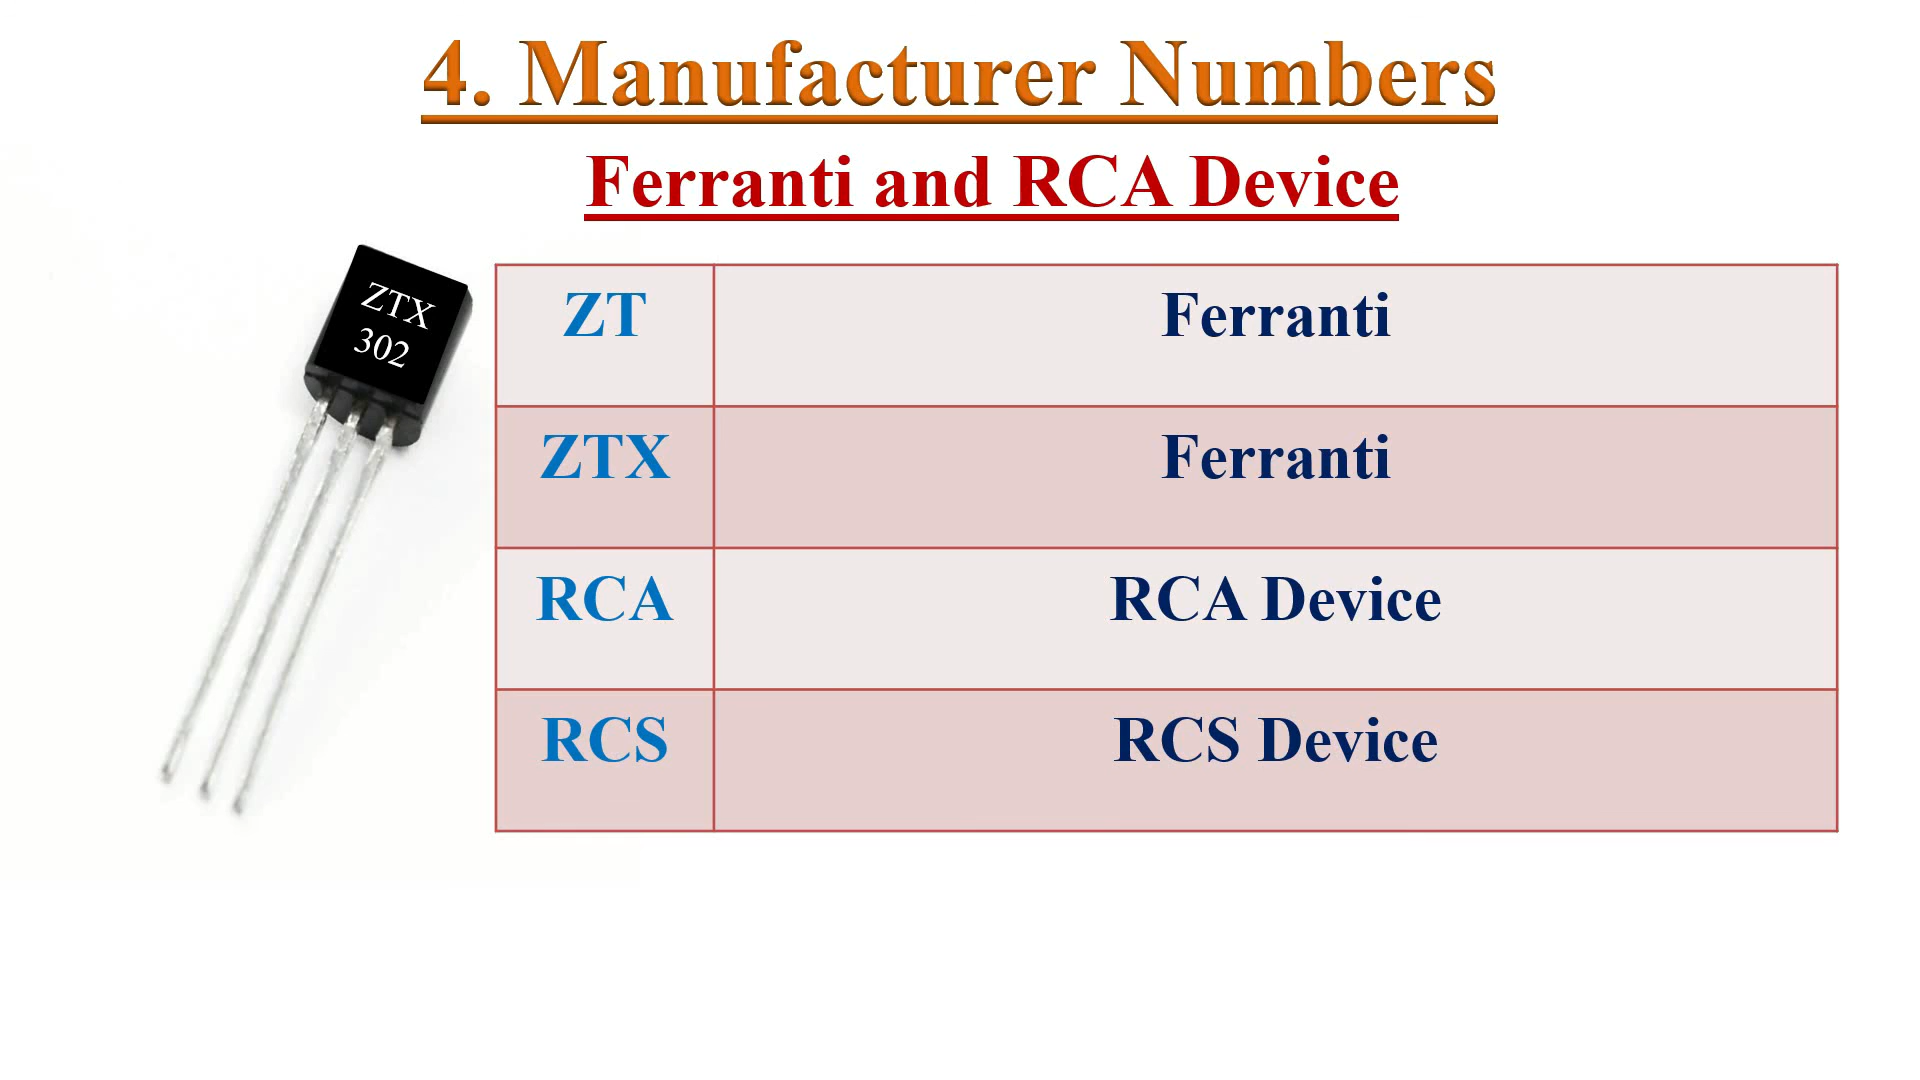 4. Manufacturer Numbers
Ferranti and RCA Device
ZTX
302
ZT Ferranti
ZTX Ferranti
RCA RCA Device
RCS RCS Device